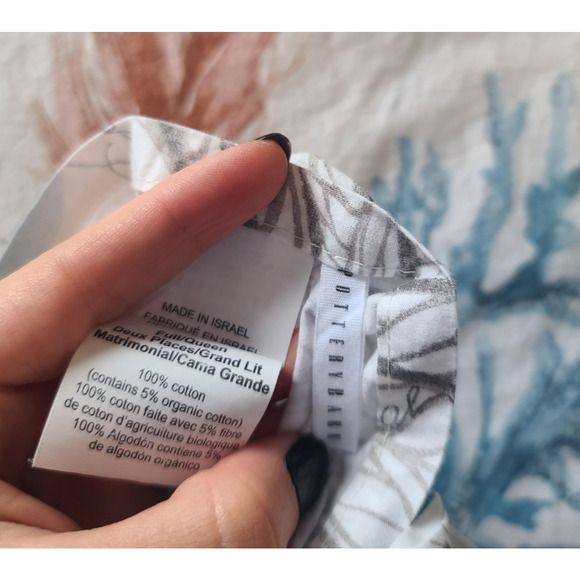 MADE IN ISRAEL
FABRIQUÉ EN ISRAEL
Full/Queen
Deux Places/Grand Lit
Matrimonial/Cama Grande
100% cotton
(contains 5% organic cotton)
100% coton faite avec 5% fibre
de coton d'agriculture biologique
100% Algodón contiene 5%
de algodón orgánico
POTTERY BAR